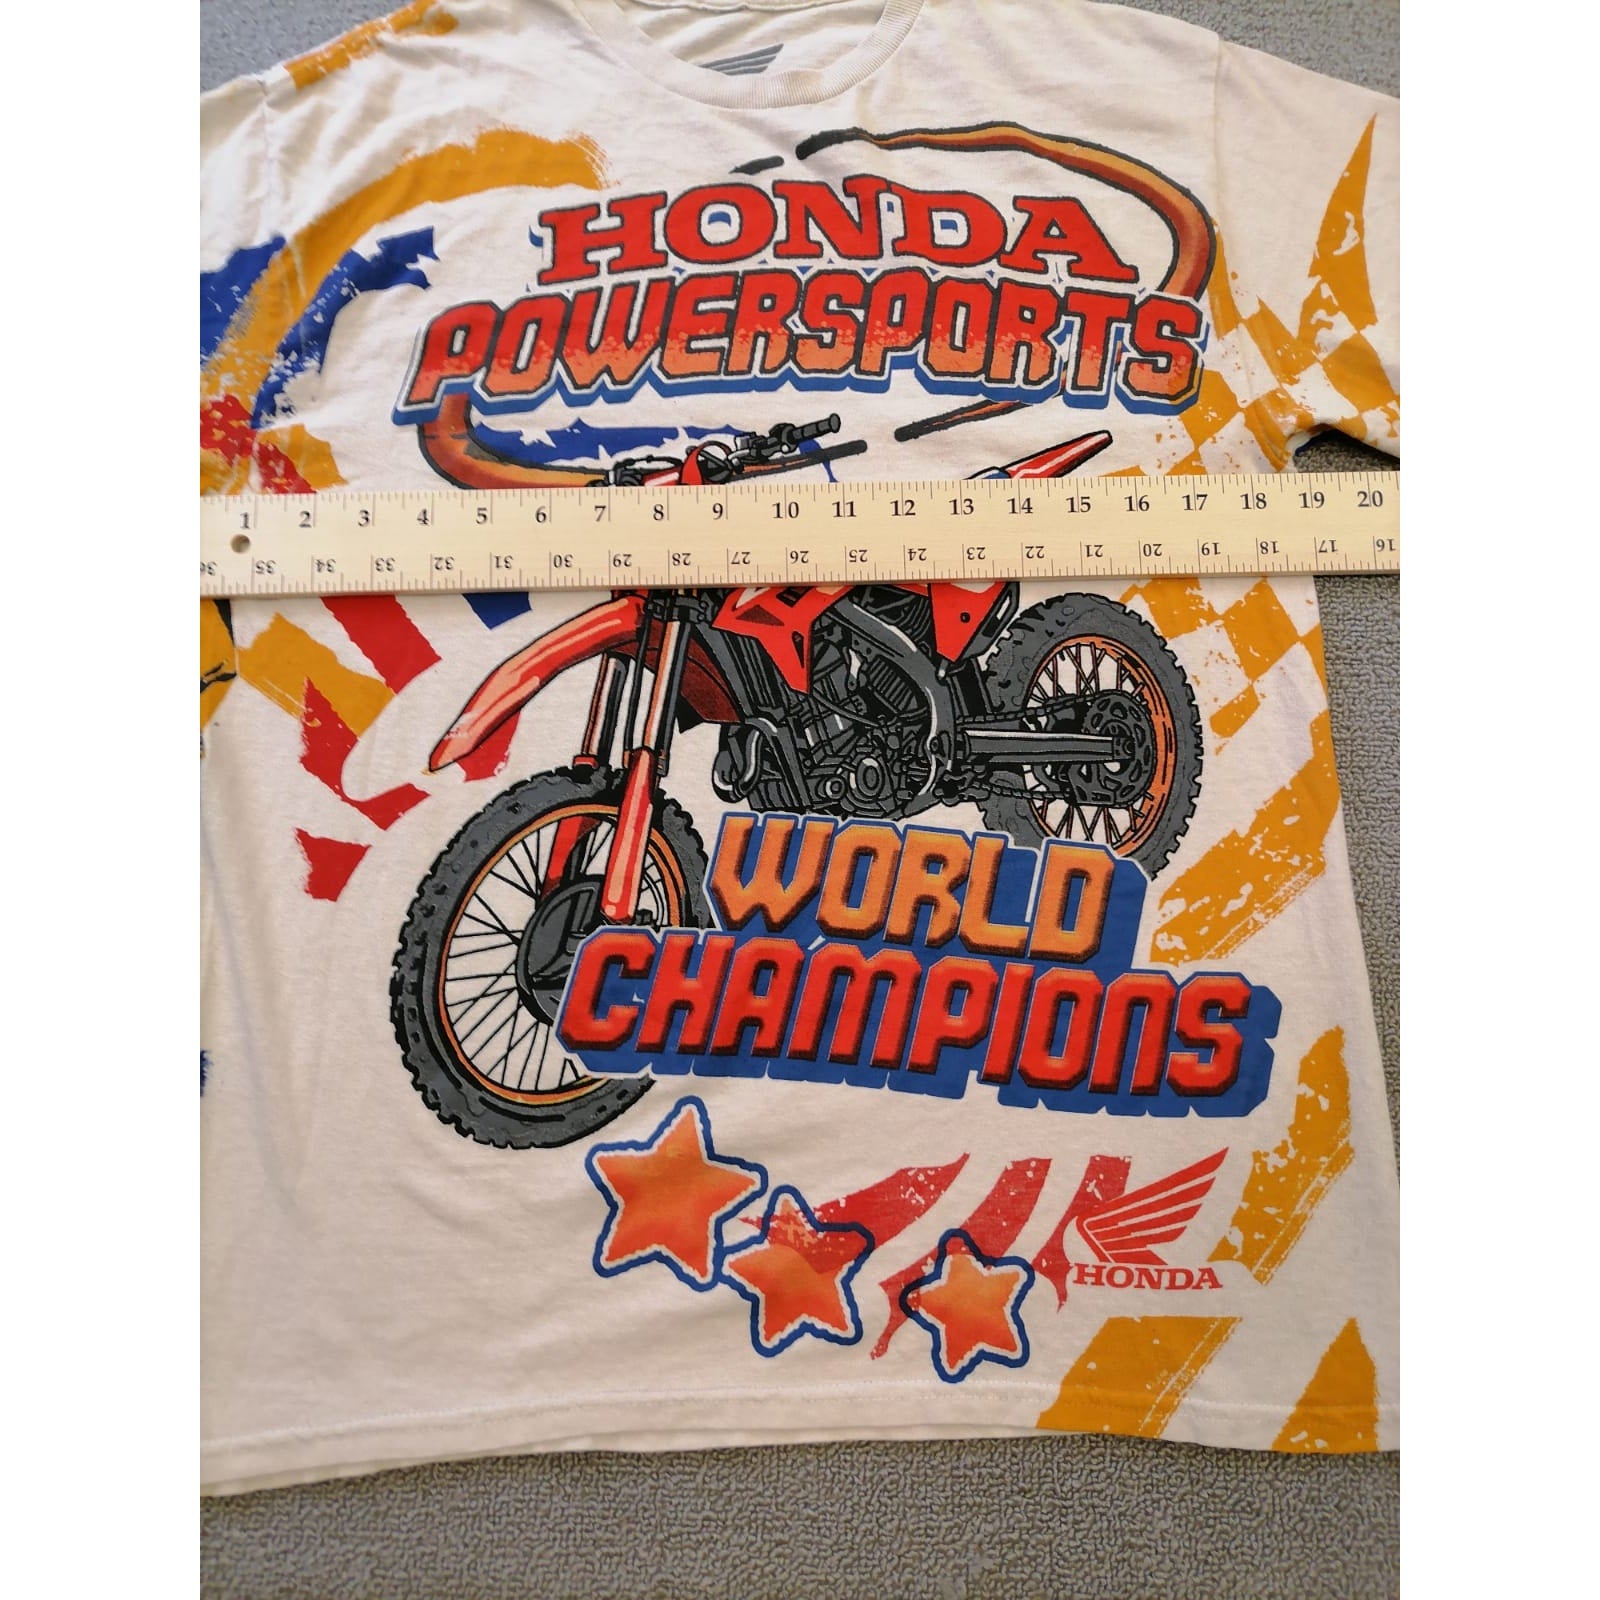 HONDA
POWERSPORTS
1 2 3 4 5 6 7 8 9 10 11 12 13 14 15 16 17 18 19 20
36 35 34 33 32 31 30 29 28 27 26 25 24 23 22 21 20 19 18 17 16
WORLD
CHAMPIONS
HONDA